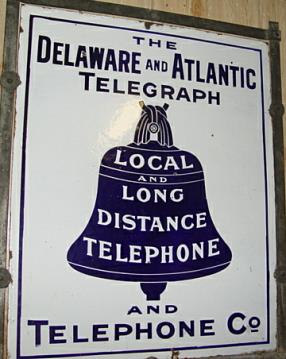 THE
DELAWARE AND ATLANTIC
TELEGRAPH
LOCAL
AND
LONG
DISTANCE
TELEPHONE
AND
TELEPHONE Co